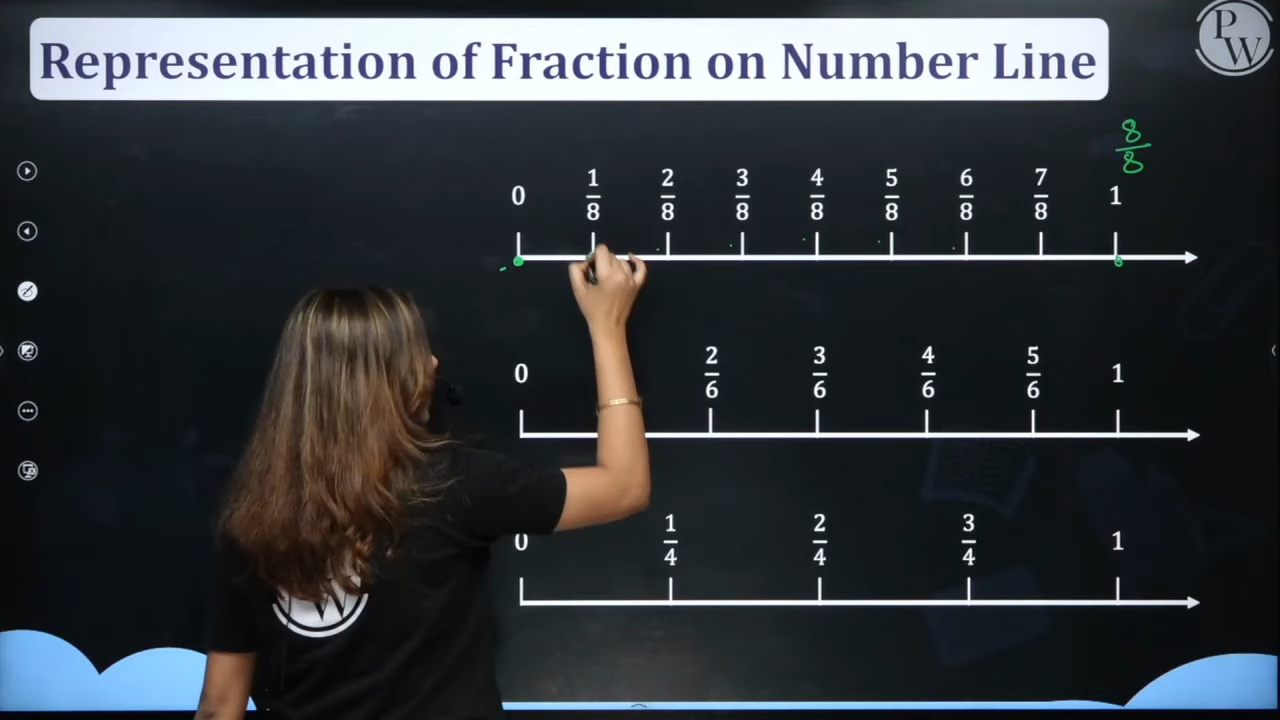 Representation of Fraction on Number Line
PW
8/8
0 1/8 2/8 3/8 4/8 5/8 6/8 7/8 1
0 2/6 3/6 4/6 5/6 1
0 1/4 2/4 3/4 1
W